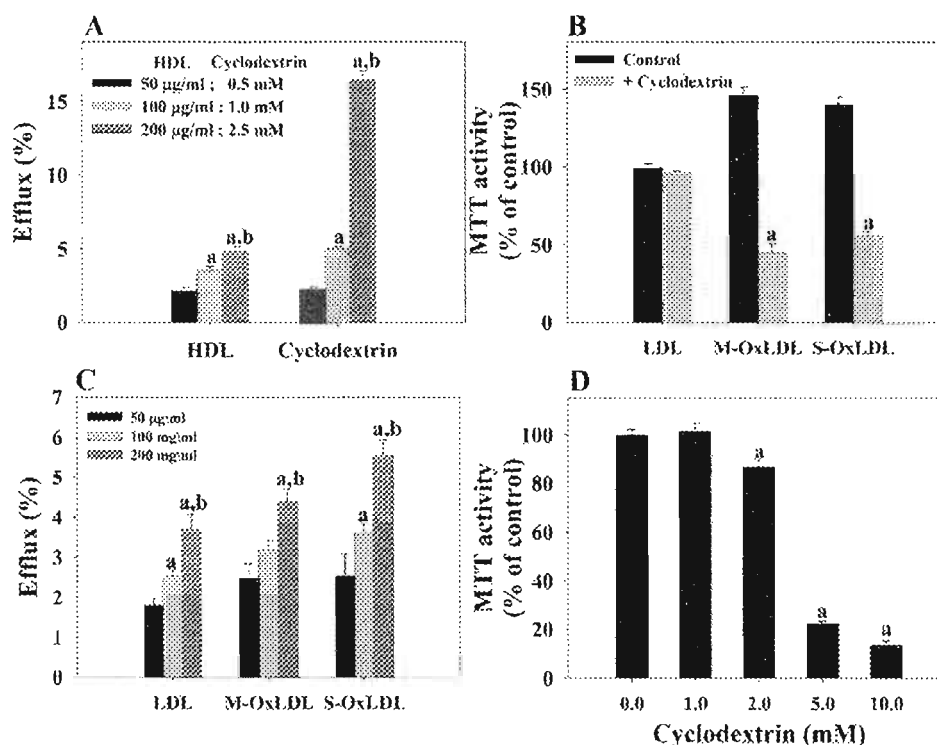 A
HDL Cyclodextrin
50 µg/ml ; 0.5 mM
100 µg/ml ; 1.0 mM
200 µg/ml ; 2.5 mM
a,b
a
a,b
a
15
10
5
0
Efflux (%)
HDL Cyclodextrin
B
Control
+ Cyclodextrin
150
100
50
0
MTT activity
(% of control)
a
a
LDL M-OxLDL S-OxLDL
C
50 µg/ml
100 mg/ml
200 mg/ml
7
6
5
4
3
2
1
0
Efflux (%)
a
a,b
a,b
a
a,b
LDL M-OxLDL S-OxLDL
D
100
80
60
40
20
0
MTT activity
(% of control)
a
a
a
0.0 1.0 2.0 5.0 10.0
Cyclodextrin (mM)